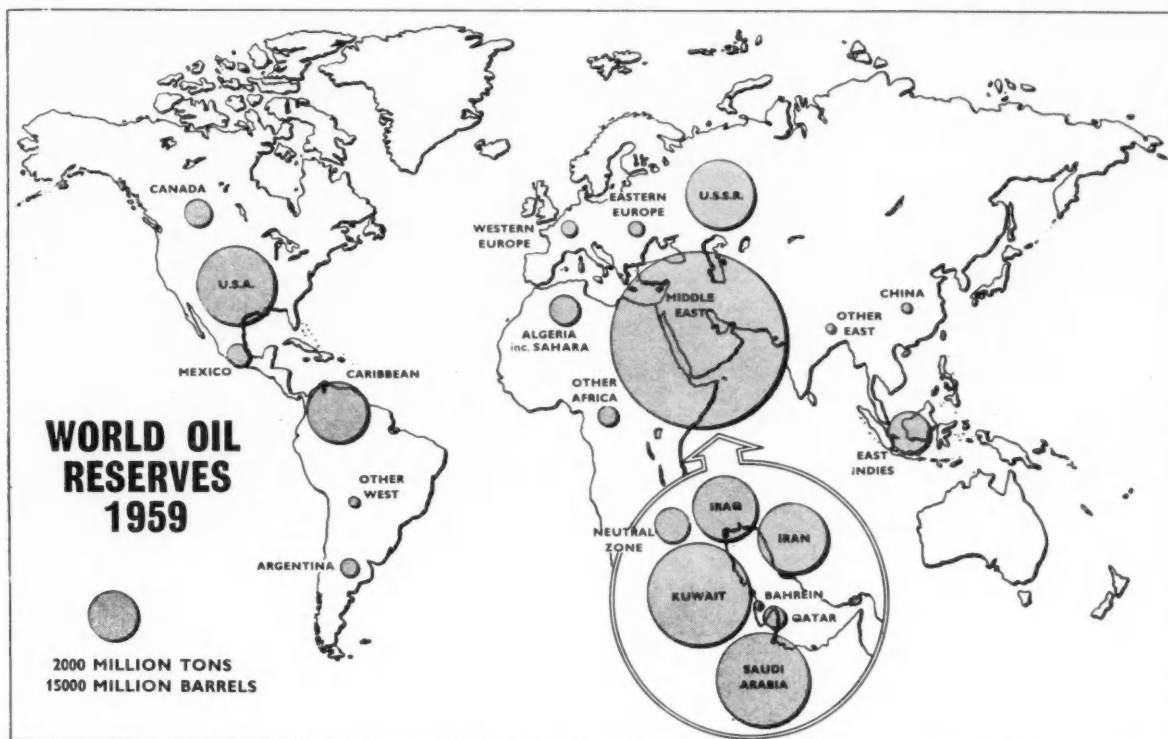 CANADA
U.S.A.
MEXICO
CARIBBEAN
WORLD OIL
RESERVES
1959
OTHER
WEST
ARGENTINA
2000 MILLION TONS
15000 MILLION BARRELS
WESTERN
EUROPE
EASTERN
EUROPE
U.S.S.R.
MIDDLE
EAST
ALGERIA
inc. SAHARA
OTHER
AFRICA
CHINA
OTHER
EAST
EAST
INDIES
NEUTRAL
ZONE
IRAQ
IRAN
KUWAIT
BAHREIN
QATAR
SAUDI
ARABIA